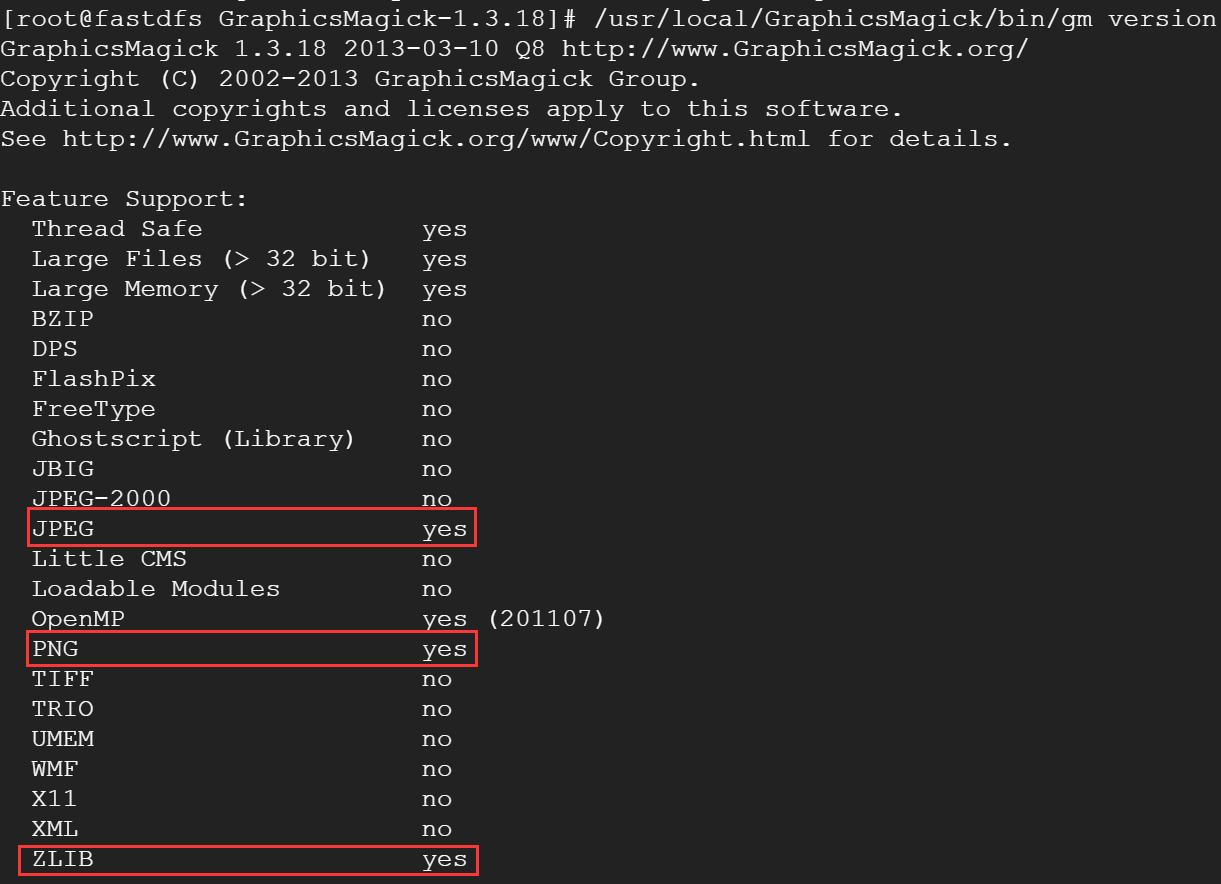 [root@fastdfs GraphicsMagick-1.3.18]# /usr/local/GraphicsMagick/bin/gm version
GraphicsMagick 1.3.18 2013-03-10 Q8 http://www.GraphicsMagick.org/
Copyright (C) 2002-2013 GraphicsMagick Group.
Additional copyrights and licenses apply to this software.
See http://www.GraphicsMagick.org/www/Copyright.html for details.

Feature Support:
  Thread Safe              yes
  Large Files (> 32 bit)   yes
  Large Memory (> 32 bit)  yes
  BZIP                     no
  DPS                      no
  FlashPix                 no
  FreeType                 no
  Ghostscript (Library)    no
  JBIG                     no
  JPEG-2000                no
  JPEG                     yes
  Little CMS               no
  Loadable Modules         no
  OpenMP                   yes (201107)
  PNG                      yes
  TIFF                     no
  TRIO                     no
  UMEM                     no
  WMF                      no
  X11                      no
  XML                      no
  ZLIB                     yes